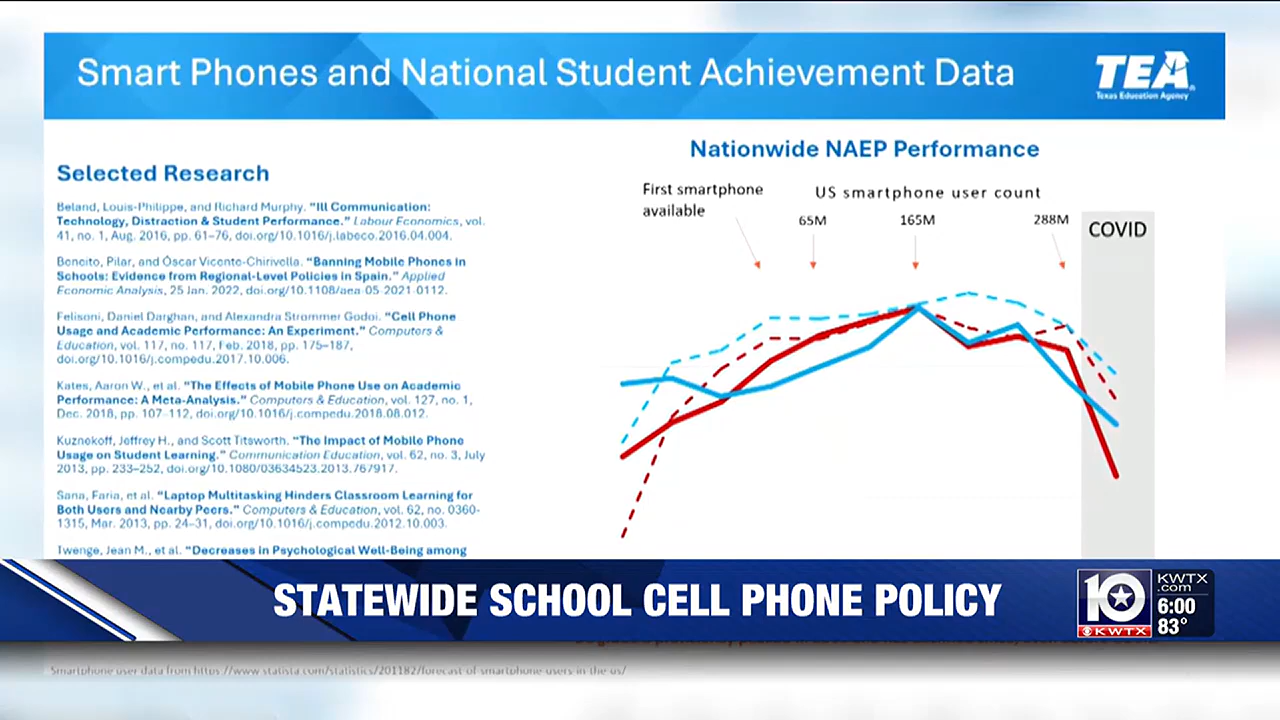 Smart Phones and National Student Achievement Data
TEA
Texas Education Agency
Selected Research
Beland, Louis-Philippe, and Richard Murphy. "Ill Communication:
Technology, Distraction & Student Performance." Labour Economics, vol.
41, no. 1, Aug. 2016, pp. 61–76, doi.org/10.1016/j.labeco.2016.04.004.
Beneito, Pilar, and Óscar Vicente-Chirivella. "Banning Mobile Phones in
Schools: Evidence from Regional-Level Policies in Spain." Applied
Economic Analysis, 25 Jan. 2022, doi.org/10.1108/aea-05-2021-0112.
Felisoni, Daniel Darghan, and Alexandra Strommer Godoi. "Cell Phone
Usage and Academic Performance: An Experiment." Computers &
Education, vol. 117, no. 117, Feb. 2018, pp. 175–187,
doi.org/10.1016/j.compedu.2017.10.006.
Kates, Aaron W., et al. "The Effects of Mobile Phone Use on Academic
Performance: A Meta-Analysis." Computers & Education, vol. 127, no. 1,
Dec. 2018, pp. 107–112, doi.org/10.1016/j.compedu.2018.08.012.
Kuznekoff, Jeffrey H., and Scott Titsworth. "The Impact of Mobile Phone
Usage on Student Learning." Communication Education, vol. 62, no. 3, July
2013, pp. 233–252, doi.org/10.1080/03634523.2013.767917.
Sana, Faria, et al. "Laptop Multitasking Hinders Classroom Learning for
Both Users and Nearby Peers." Computers & Education, vol. 62, no. 0360-
1315, Mar. 2013, pp. 24–31, doi.org/10.1016/j.compedu.2012.10.003.
Twenge, Jean M., et al. "Decreases in Psychological Well-Being among
Nationwide NAEP Performance
First smartphone
available
US smartphone user count
65M
165M
288M
COVID
STATEWIDE SCHOOL CELL PHONE POLICY
10
KWTX
KWTX
com
6:00
83°
Smartphone user data from https://www.statista.com/statistics/201182/forecast-of-smartphone-users-in-the-us/